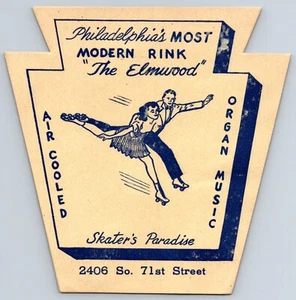 Philadelphia's MOST
MODERN RINK
"The Elmwood"
AIR COOLED
ORGAN MUSIC
Skater's Paradise
2406 So. 71st Street